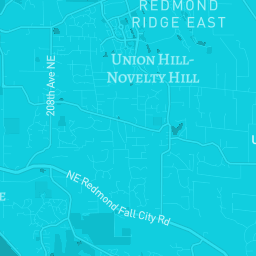 REDMOND
RIDGE EAST
UNION HILL-
NOVELTY HILL
208th Ave NE
NE Redmond-Fall City Rd